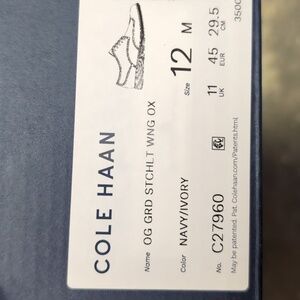 COLE HAAN
Name OG GRD STCHLT WNG OX
Color NAVY/IVORY
No. C27960
May be patented. Pat. ColeHaan.com/Patents.html
Size 12 M
11 45 29.5
UK EUR CM